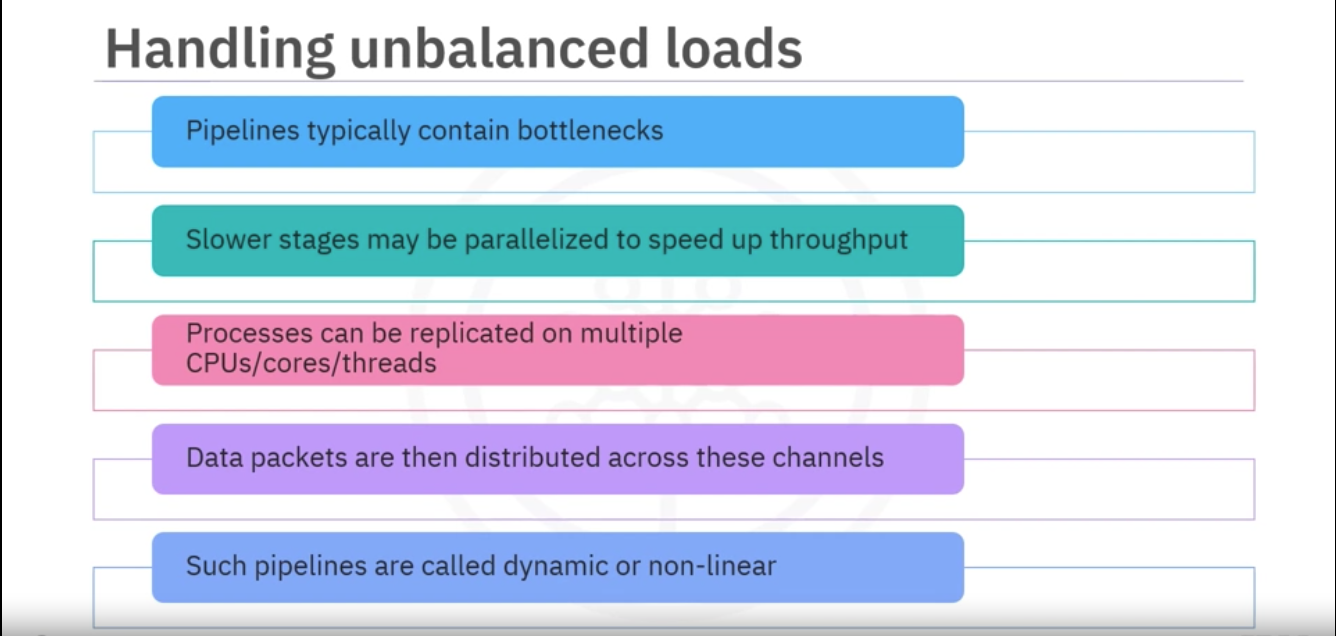 Handling unbalanced loads
Pipelines typically contain bottlenecks
Slower stages may be parallelized to speed up throughput
Processes can be replicated on multiple
CPUs/cores/threads
Data packets are then distributed across these channels
Such pipelines are called dynamic or non-linear